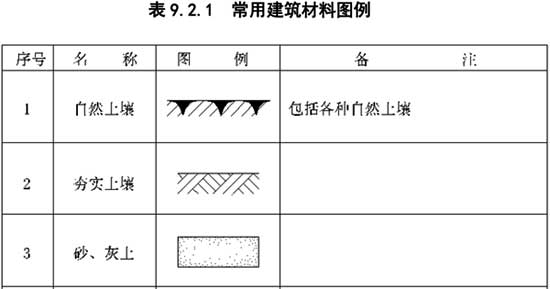 表9.2.1 常用建筑材料图例
序号 名 称 图 例 备 注
1 自然土壤 包括各种自然土壤
2 夯实土壤
3 砂、灰土